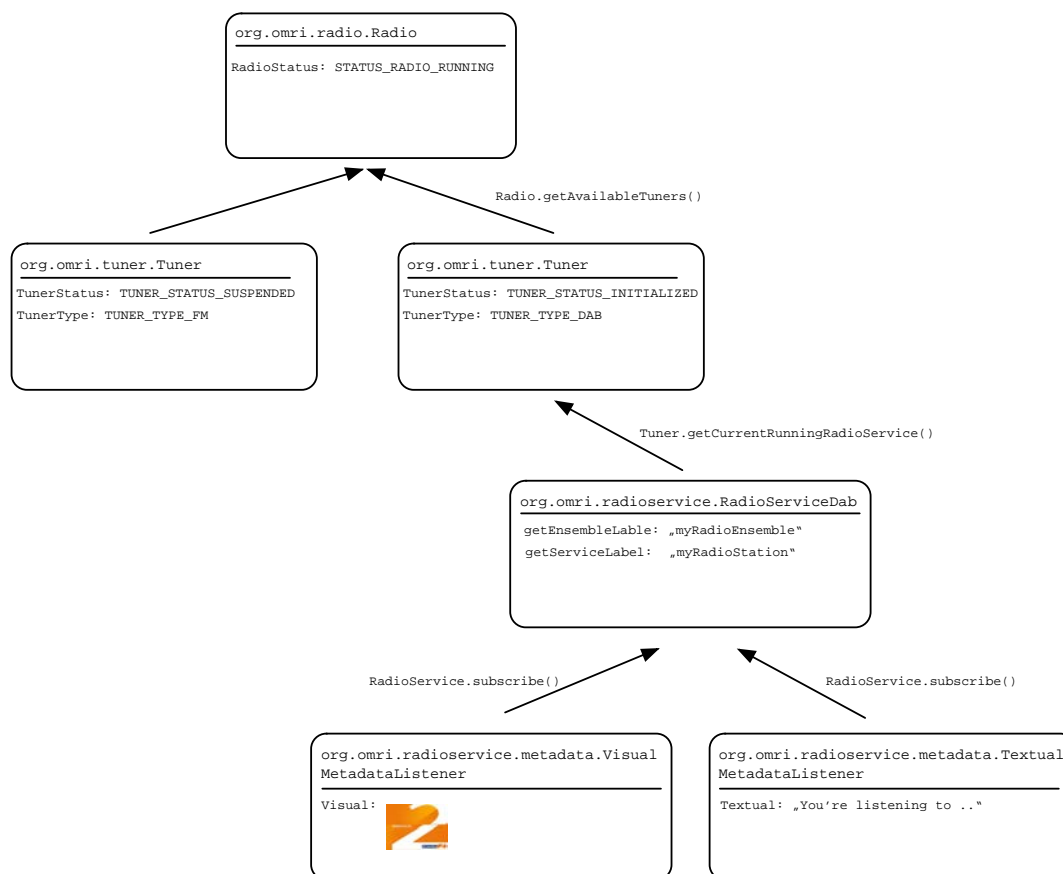 org.omri.radio.Radio
RadioStatus: STATUS_RADIO_RUNNING
Radio.getAvailableTuners()
org.omri.tuner.Tuner
TunerStatus: TUNER_STATUS_SUSPENDED
TunerType: TUNER_TYPE_FM
org.omri.tuner.Tuner
TunerStatus: TUNER_STATUS_INITIALIZED
TunerType: TUNER_TYPE_DAB
Tuner.getCurrentRunningRadioService()
org.omri.radioservice.RadioServiceDab
getEnsembleLable: „myRadioEnsemble“
getServiceLabel: „myRadioStation“
RadioService.subscribe()
RadioService.subscribe()
org.omri.radioservice.metadata.Visual
MetadataListener
Visual:
2
org.omri.radioservice.metadata.Textual
MetadataListener
Textual: „You're listening to ..“